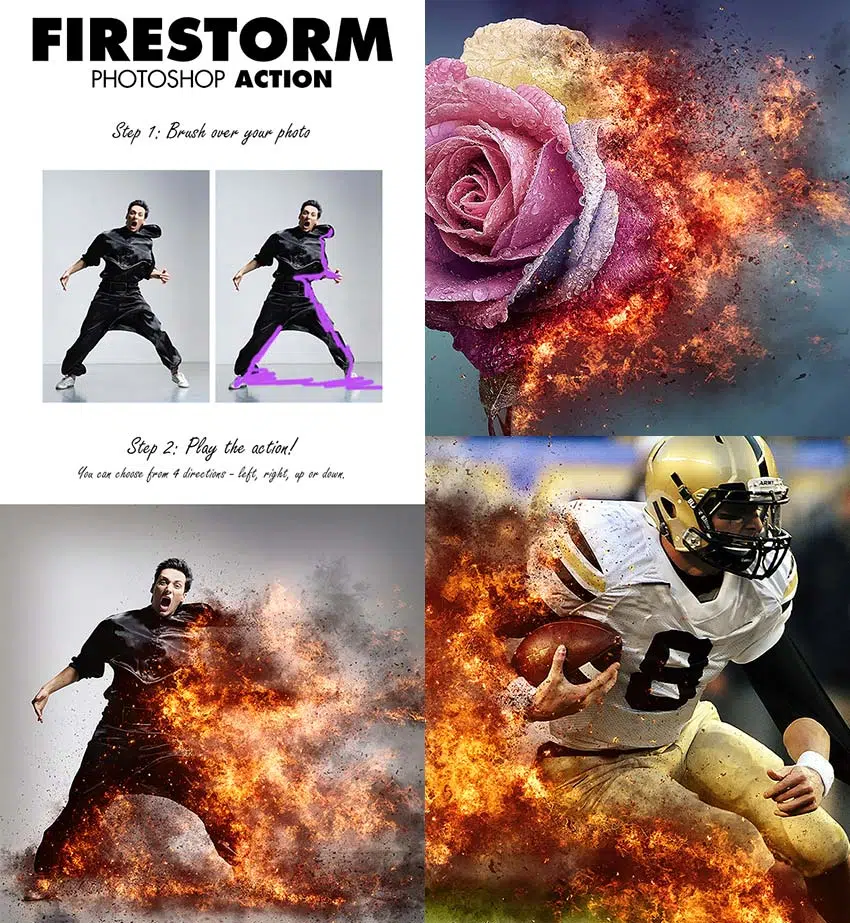 FIRESTORM
PHOTOSHOP ACTION
Step 1: Brush over your photo
Step 2: Play the action!
You can choose from 4 directions - left, right, up or down.
ARMY
8